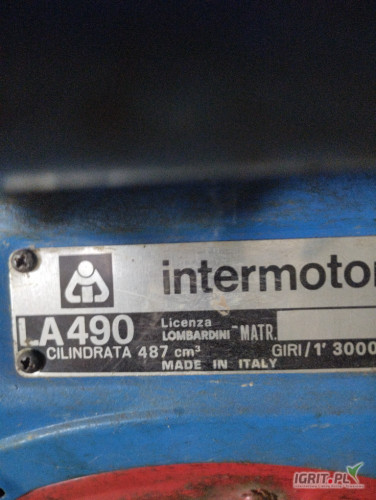 intermotor
LA490 Licenza LOMBARDINI - MATR.
CILINDRATA 487 cm³ GIRI/1' 3000
MADE IN ITALY
IGRIT.PL